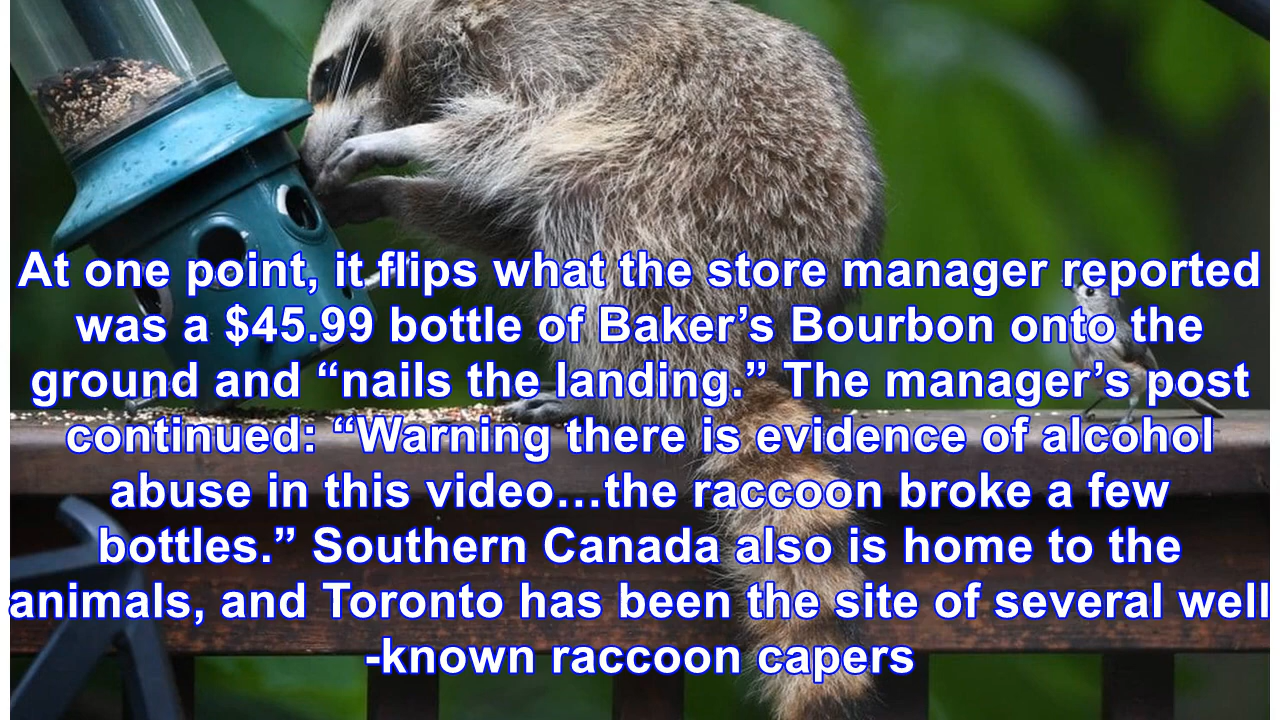 At one point, it flips what the store manager reported
was a $45.99 bottle of Baker’s Bourbon onto the
ground and “nails the landing.” The manager’s post
continued: “Warning there is evidence of alcohol
abuse in this video…the raccoon broke a few
bottles.” Southern Canada also is home to the
animals, and Toronto has been the site of several well
-known raccoon capers